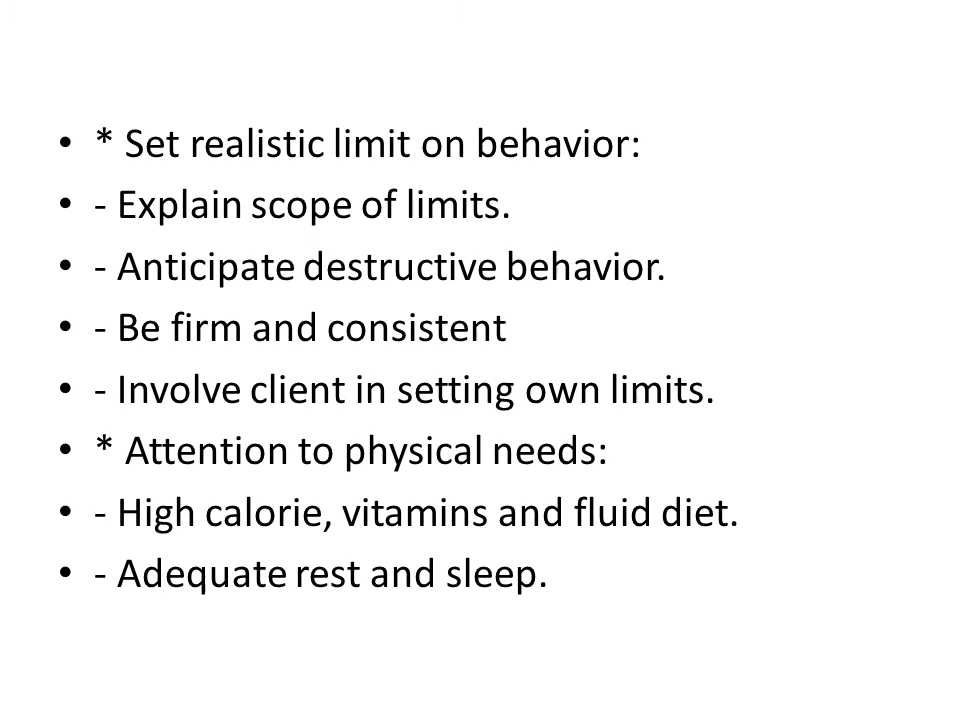 • * Set realistic limit on behavior:
• - Explain scope of limits.
• - Anticipate destructive behavior.
• - Be firm and consistent
• - Involve client in setting own limits.
• * Attention to physical needs:
• - High calorie, vitamins and fluid diet.
• - Adequate rest and sleep.